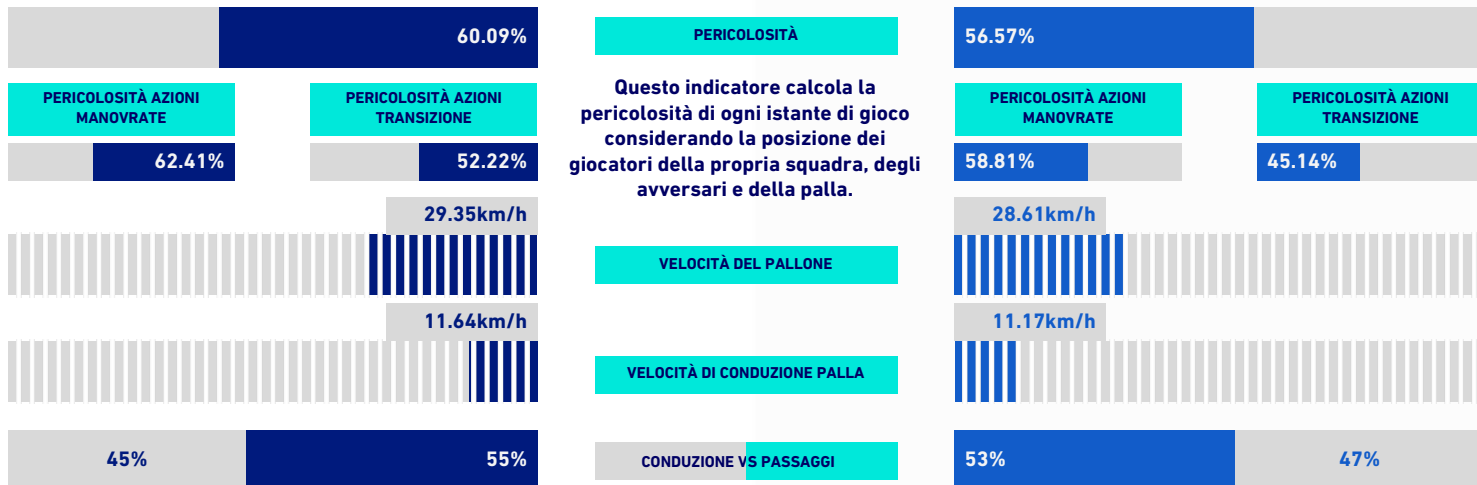 60.09%
PERICOLOSITÀ
56.57%
PERICOLOSITÀ AZIONI
MANOVRATE
PERICOLOSITÀ AZIONI
TRANSIZIONE
62.41%
52.22%
Questo indicatore calcola la
pericolosità di ogni istante di gioco
considerando la posizione dei
giocatori della propria squadra, degli
avversari e della palla.
PERICOLOSITÀ AZIONI
MANOVRATE
PERICOLOSITÀ AZIONI
TRANSIZIONE
58.81%
45.14%
29.35km/h
VELOCITÀ DEL PALLONE
28.61km/h
11.64km/h
VELOCITÀ DI CONDUZIONE PALLA
11.17km/h
45%
55%
CONDUZIONE VS PASSAGGI
53%
47%